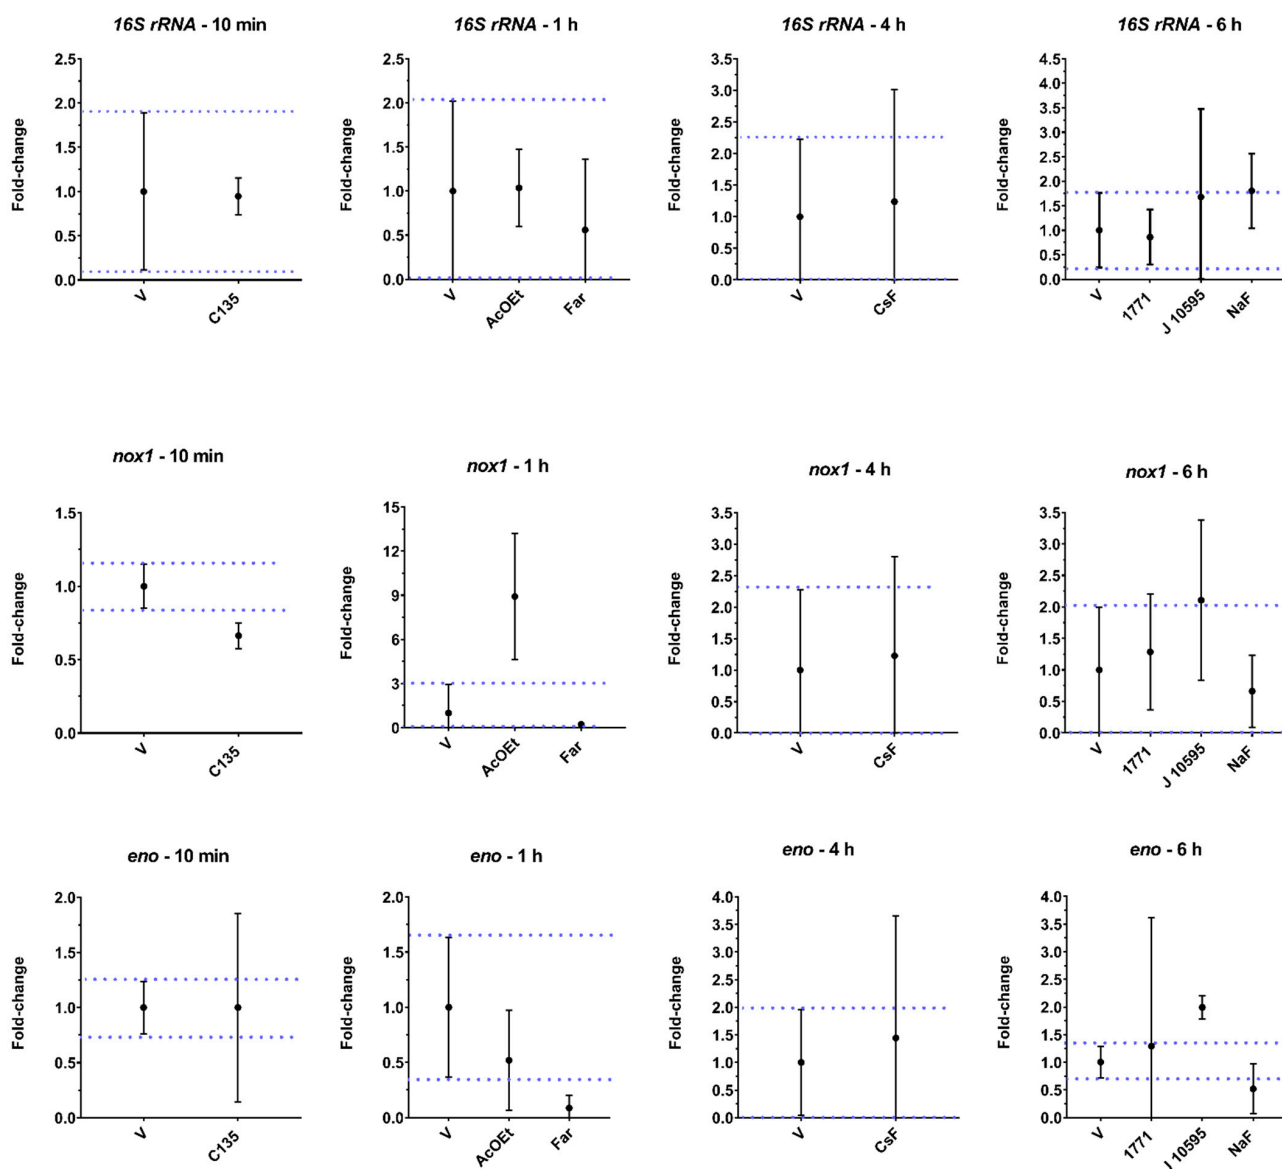 16S rRNA - 10 min
Fold-change
2.5
2.0
1.5
1.0
0.5
0.0
V
C135
16S rRNA - 1 h
Fold-change
2.5
2.0
1.5
1.0
0.5
0.0
V
AcOEt
Far
16S rRNA - 4 h
Fold-change
3.5
3.0
2.5
2.0
1.5
1.0
0.5
0.0
V
CsF
16S rRNA - 6 h
Fold-change
4.5
4.0
3.5
3.0
2.5
2.0
1.5
1.0
0.5
0.0
V
1771
J 10595
NaF
nox1 - 10 min
Fold-change
1.5
1.0
0.5
0.0
V
C135
nox1 - 1 h
Fold-change
15
12
9
6
3
0
V
AcOEt
Far
nox1 - 4 h
Fold-change
3.5
3.0
2.5
2.0
1.5
1.0
0.5
0.0
V
CsF
nox1 - 6 h
Fold-change
3.5
3.0
2.5
2.0
1.5
1.0
0.5
0.0
V
1771
J 10595
NaF
eno - 10 min
Fold-change
2.0
1.5
1.0
0.5
0.0
V
C135
eno - 1 h
Fold-change
2.0
1.5
1.0
0.5
0.0
V
AcOEt
Far
eno - 4 h
Fold-change
4.0
3.5
3.0
2.5
2.0
1.5
1.0
0.5
0.0
V
CsF
eno - 6 h
Fold-change
4.0
3.5
3.0
2.5
2.0
1.5
1.0
0.5
0.0
V
1771
J 10595
NaF